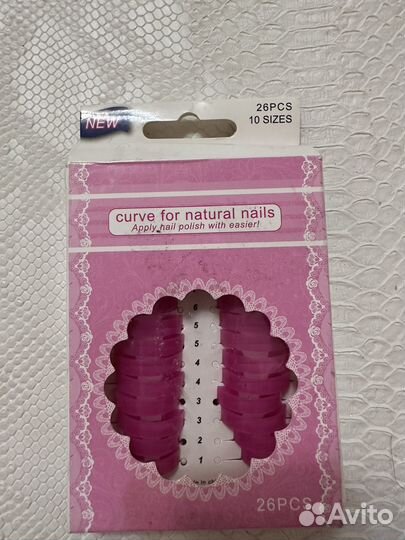 NEW
26PCS
10 SIZES
curve for natural nails
Apply nail polish with easier!
6
5
5
4
4
3
3
2
1
26PCS
Avito